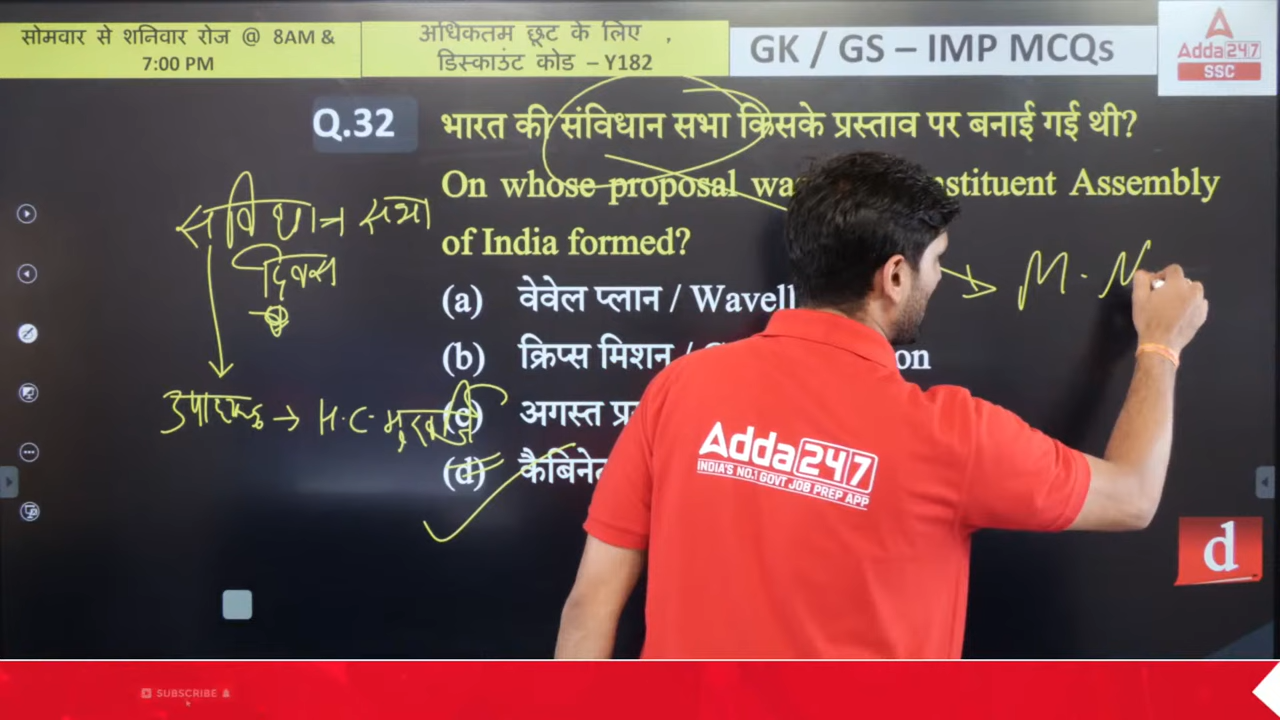 सोमवार से शनिवार रोज @ 8AM &
7:00 PM
अधिकतम छूट के लिए ,
डिस्काउंट कोड – Y182
GK / GS – IMP MCQs
Adda247
SSC
Q.32
भारत की संविधान सभा किसके प्रस्ताव पर बनाई गई थी?
On whose proposal wa nstituent Assembly
of India formed?
(a) वेवेल प्लान / Wavell
(b) क्रिप्स मिशन / on
(c) अगस्त प्र
(d) कैबिने
संविधान सभा
दिवस
उपाध्यक्ष → H.C. मुखर्जी
→ M. N
Adda247
INDIA'S NO.1 GOVT JOB PREP APP
d
SUBSCRIBE